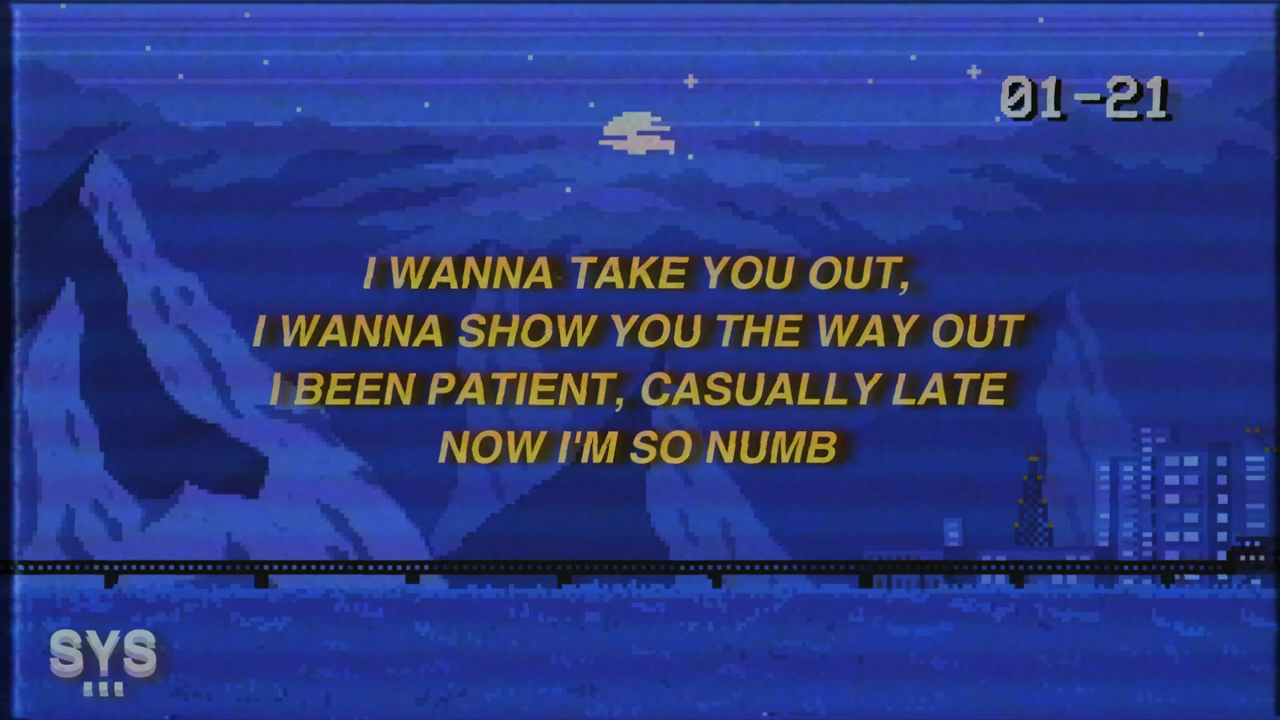 01-21
I WANNA TAKE YOU OUT,
I WANNA SHOW YOU THE WAY OUT
I BEEN PATIENT, CASUALLY LATE
NOW I'M SO NUMB
SYS